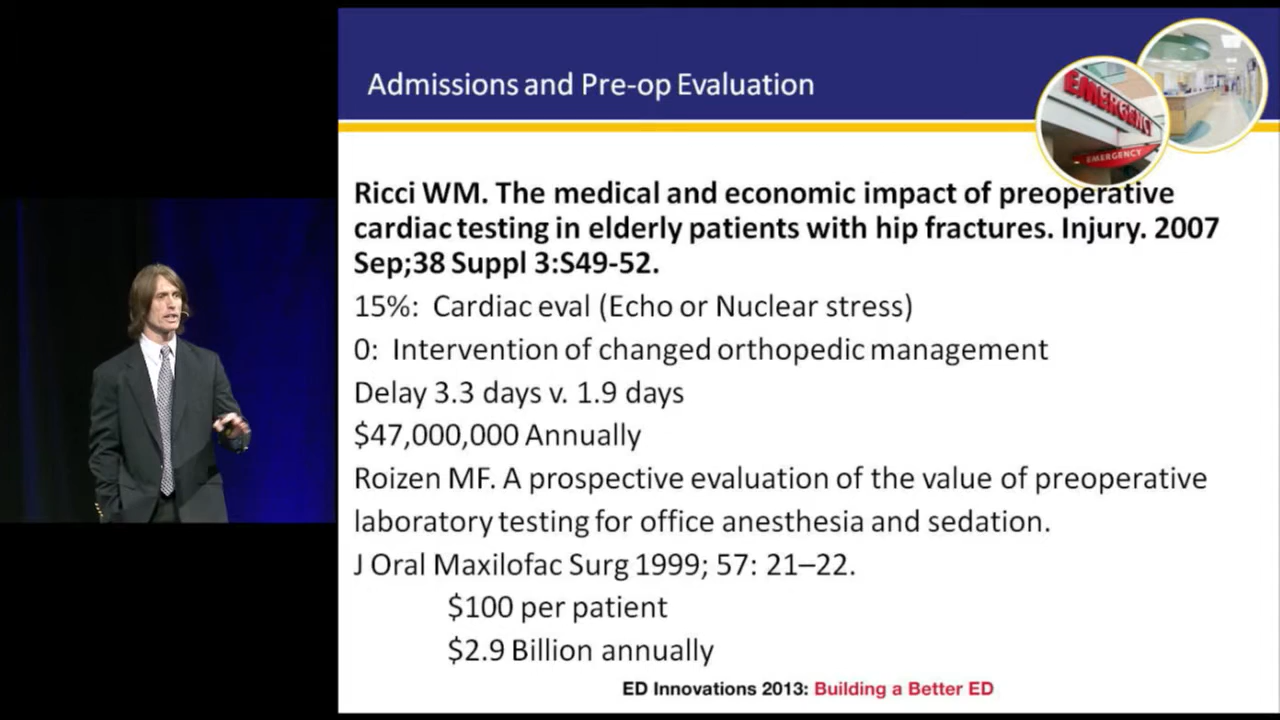 Admissions and Pre-op Evaluation
EMERGENC
EMERGENCY
Ricci WM. The medical and economic impact of preoperative
cardiac testing in elderly patients with hip fractures. Injury. 2007
Sep;38 Suppl 3:S49-52.
15%: Cardiac eval (Echo or Nuclear stress)
0: Intervention of changed orthopedic management
Delay 3.3 days v. 1.9 days
$47,000,000 Annually
Roizen MF. A prospective evaluation of the value of preoperative
laboratory testing for office anesthesia and sedation.
J Oral Maxilofac Surg 1999; 57: 21–22.
$100 per patient
$2.9 Billion annually
ED Innovations 2013: Building a Better ED